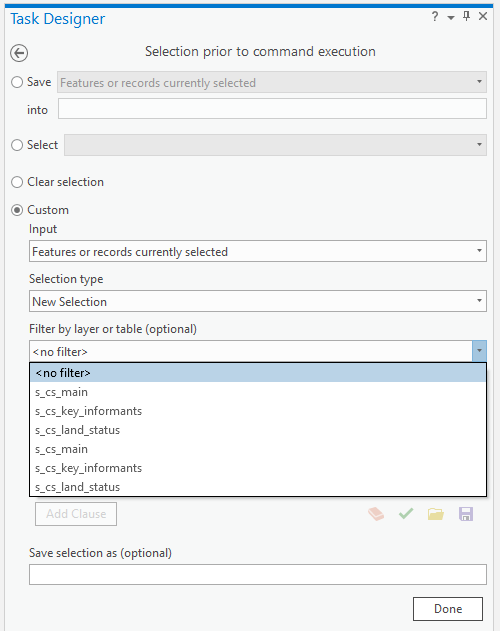 Task Designer
?
Selection prior to command execution
Save Features or records currently selected
into
Select
Clear selection
Custom
Input
Features or records currently selected
Selection type
New Selection
Filter by layer or table (optional)
<no filter>
<no filter>
s_cs_main
s_cs_key_informants
s_cs_land_status
s_cs_main
s_cs_key_informants
s_cs_land_status
Add Clause
Save selection as (optional)
Done